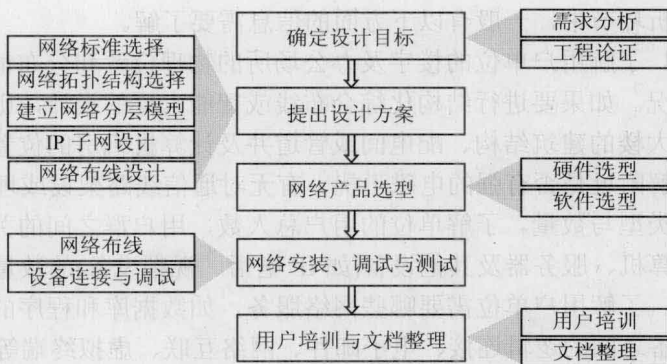 需求分析
确定设计目标
工程论证
网络标准选择
网络拓扑结构选择
建立网络分层模型
提出设计方案
IP 子网设计
网络布线设计
硬件选型
网络产品选型
软件选型
网络布线
网络安装、调试与测试
设备连接与调试
用户培训
用户培训与文档整理
文档整理